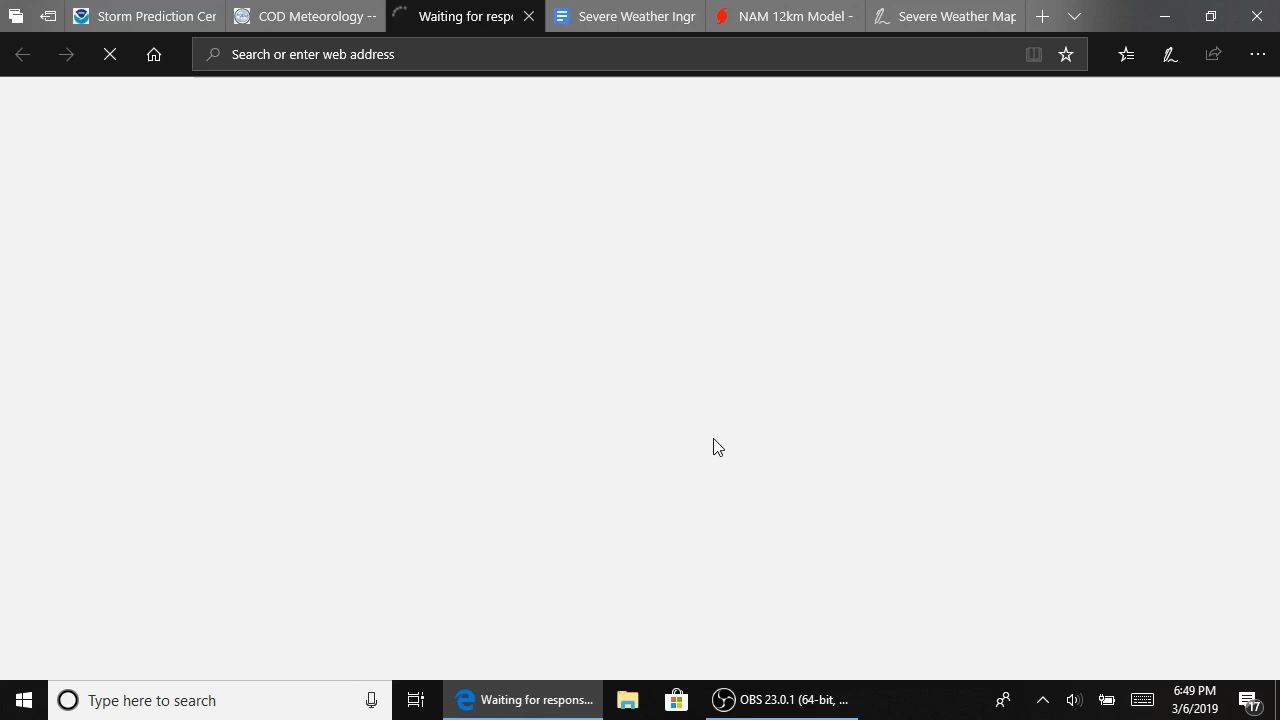 Storm Prediction Cer
COD Meteorology --
Waiting for respo
Severe Weather Ingr
NAM 12km Model -
Severe Weather Map
Search or enter web address
Type here to search
Waiting for respons...
OBS 23.0.1 (64-bit, ...
6:49 PM
3/6/2019
17